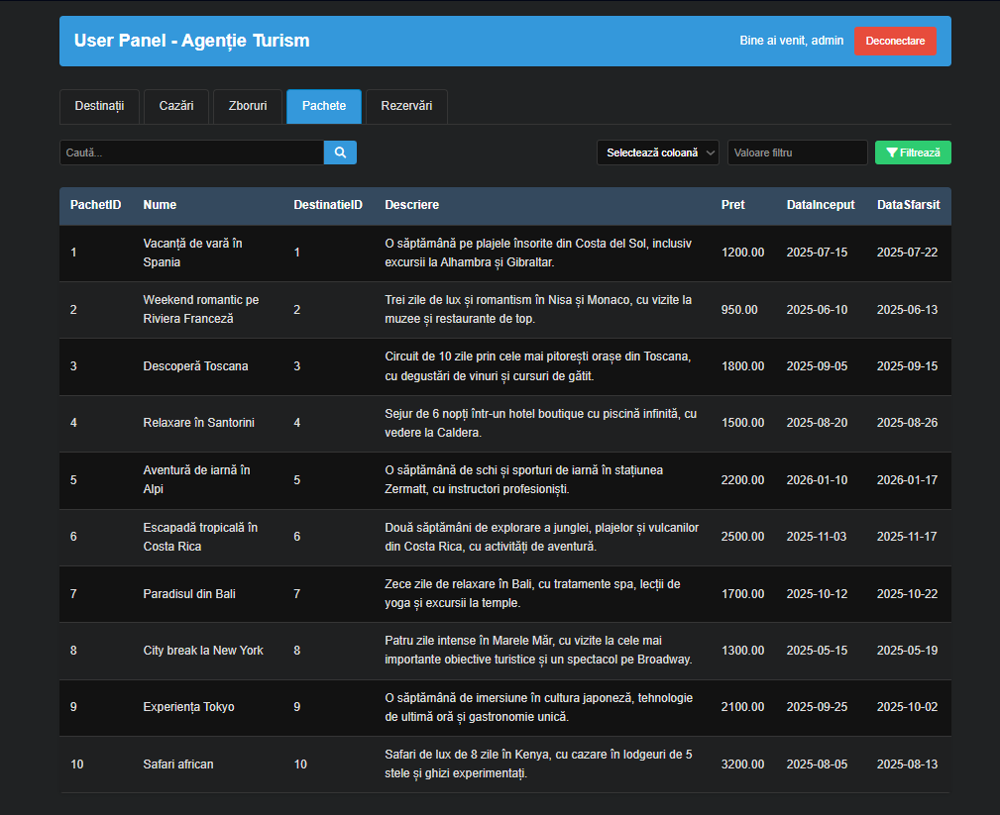 User Panel - Agenție Turism
Bine ai venit, admin
Deconectare
Destinații
Cazări
Zboruri
Pachete
Rezervări
Caută...
Selectează coloană
Valoare filtru
Filtrează
PachetID Nume DestinatieID Descriere Pret DataInceput DataSfarsit
1 Vacanță de vară în Spania 1 O săptămână pe plajele însorite din Costa del Sol, inclusiv excursii la Alhambra și Gibraltar. 1200.00 2025-07-15 2025-07-22
2 Weekend romantic pe Riviera Franceză 2 Trei zile de lux și romantism în Nisa și Monaco, cu vizite la muzee și restaurante de top. 950.00 2025-06-10 2025-06-13
3 Descoperă Toscana 3 Circuit de 10 zile prin cele mai pitorești orașe din Toscana, cu degustări de vinuri și cursuri de gătit. 1800.00 2025-09-05 2025-09-15
4 Relaxare în Santorini 4 Sejur de 6 nopți într-un hotel boutique cu piscină infinită, cu vedere la Caldera. 1500.00 2025-08-20 2025-08-26
5 Aventură de iarnă în Alpi 5 O săptămână de schi și sporturi de iarnă în stațiunea Zermatt, cu instructori profesioniști. 2200.00 2026-01-10 2026-01-17
6 Escapadă tropicală în Costa Rica 6 Două săptămâni de explorare a junglei, plajelor și vulcanilor din Costa Rica, cu activități de aventură. 2500.00 2025-11-03 2025-11-17
7 Paradisul din Bali 7 Zece zile de relaxare în Bali, cu tratamente spa, lecții de yoga și excursii la temple. 1700.00 2025-10-12 2025-10-22
8 City break la New York 8 Patru zile intense în Marele Măr, cu vizite la cele mai importante obiective turistice și un spectacol pe Broadway. 1300.00 2025-05-15 2025-05-19
9 Experiența Tokyo 9 O săptămână de imersiune în cultura japoneză, tehnologie de ultimă oră și gastronomie unică. 2100.00 2025-09-25 2025-10-02
10 Safari african 10 Safari de lux de 8 zile în Kenya, cu cazare în lodgeuri de 5 stele și ghizi experimentați. 3200.00 2025-08-05 2025-08-13